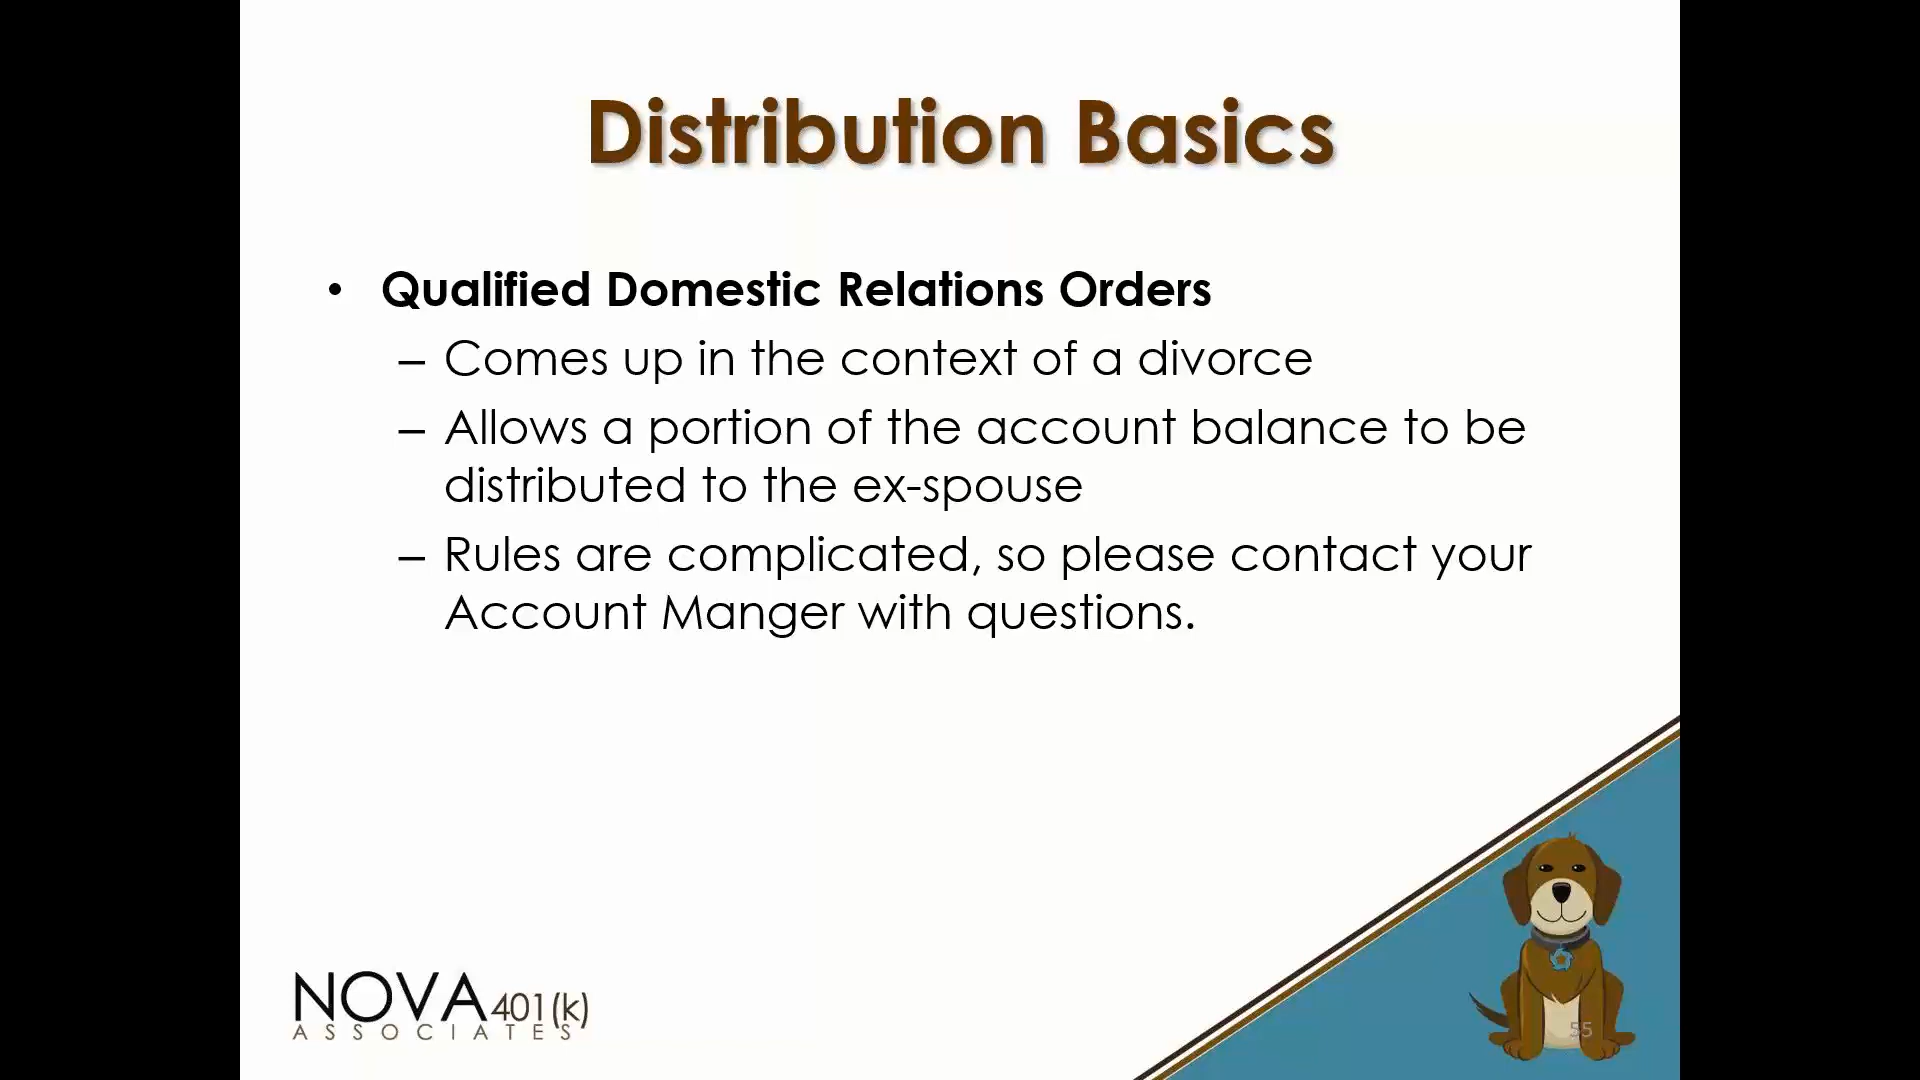 Distribution Basics
• Qualified Domestic Relations Orders
– Comes up in the context of a divorce
– Allows a portion of the account balance to be
distributed to the ex-spouse
– Rules are complicated, so please contact your
Account Manger with questions.
NOVA 401(k)
ASSOCIATES
55